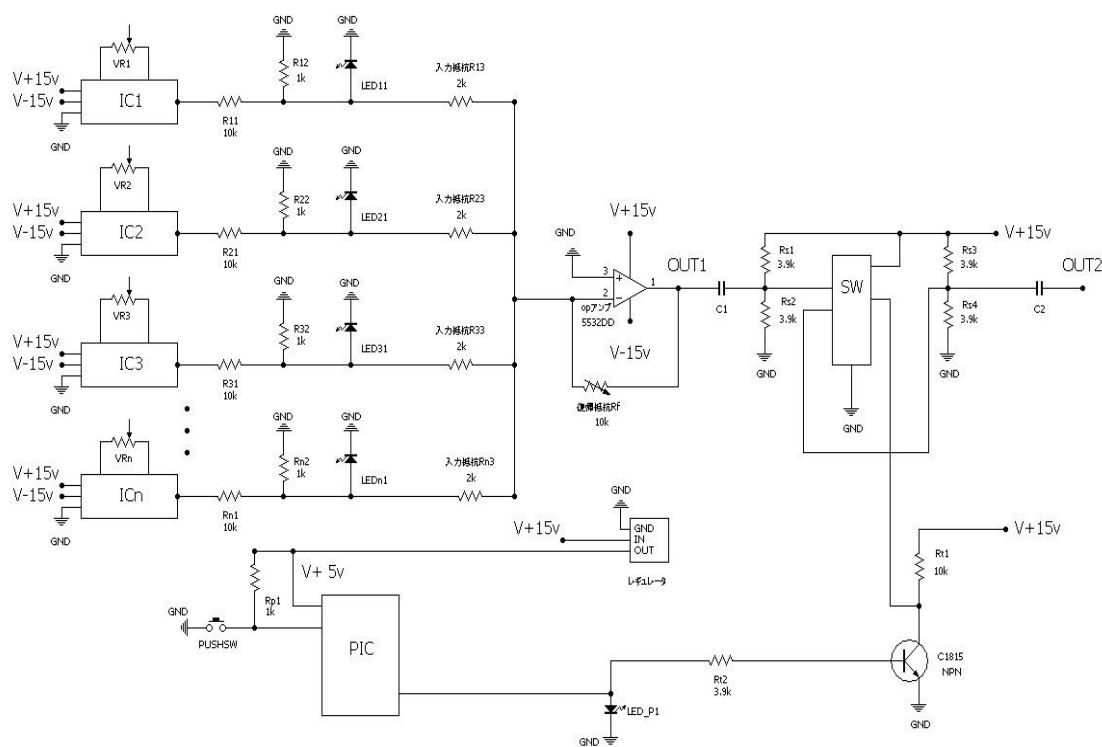 GND
GND
VR1
V+15v
V-15v
IC1
GND
R11
10k
R12
1k
LED11
入力抵抗R13
2k
GND
GND
VR2
V+15v
V-15v
IC2
GND
R21
10k
R22
1k
LED21
入力抵抗R23
2k
GND
GND
VR3
V+15v
V-15v
IC3
GND
R31
10k
R32
1k
LED31
入力抵抗R33
2k
GND
GND
VRn
V+15v
V-15v
ICn
GND
Rn1
10k
Rn2
1k
LEDn1
入力抵抗Rn3
2k
V+15v
GND
3
+
2
-
1
opアンプ
5532DD
V-15v
復帰抵抗Rf
10k
OUT1
C1
Rs1
3.9k
Rs2
3.9k
GND
SW
GND
V+15v
Rs3
3.9k
Rs4
3.9k
GND
OUT2
C2
GND
V+15v
GND
IN
OUT
レギュレータ
V+ 5v
Rp1
1k
GND
PUSHSW
PIC
LED_P1
GND
Rt2
3.9k
V+15v
Rt1
10k
C1815
NPN
GND